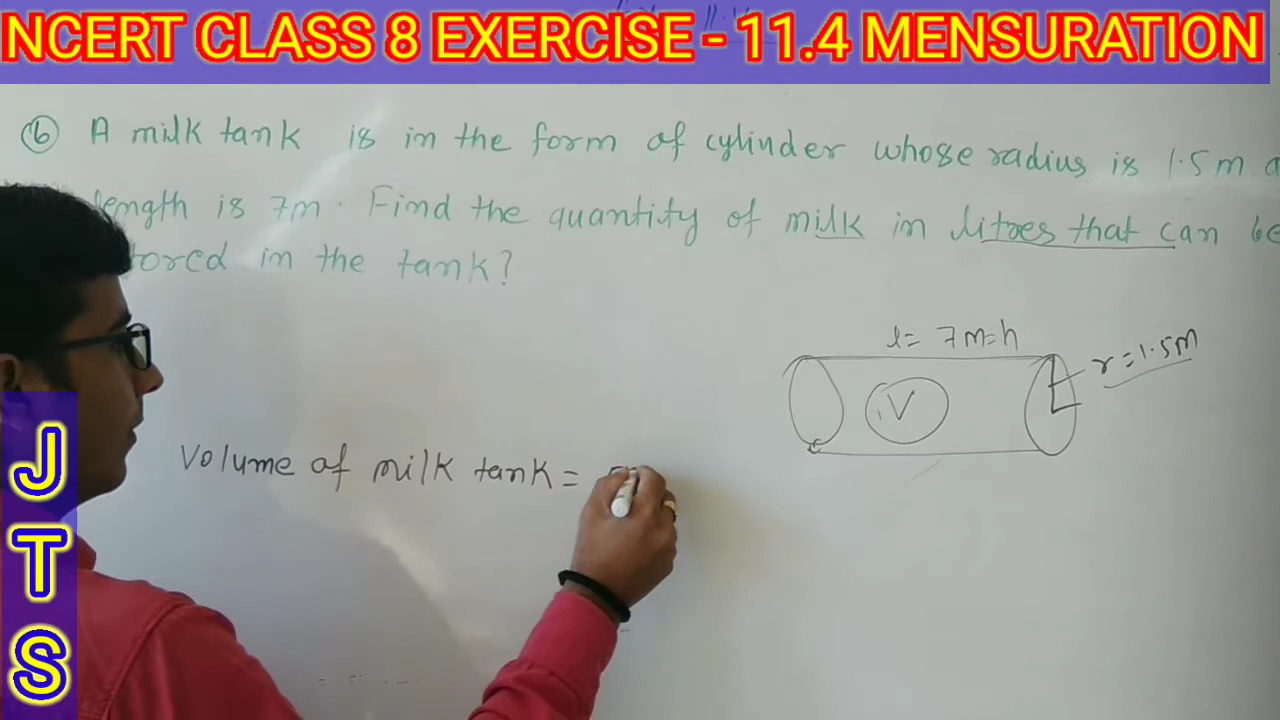 NCERT CLASS 8 EXERCISE - 11.4 MENSURATION
6 A milk tank is in the form of cylinder whose radius is 1.5m
length is 7m. Find the quantity of milk in litres that can be
in the tank?
l= 7m=h
r=1.5m
V
Volume of milk tank =
JTS